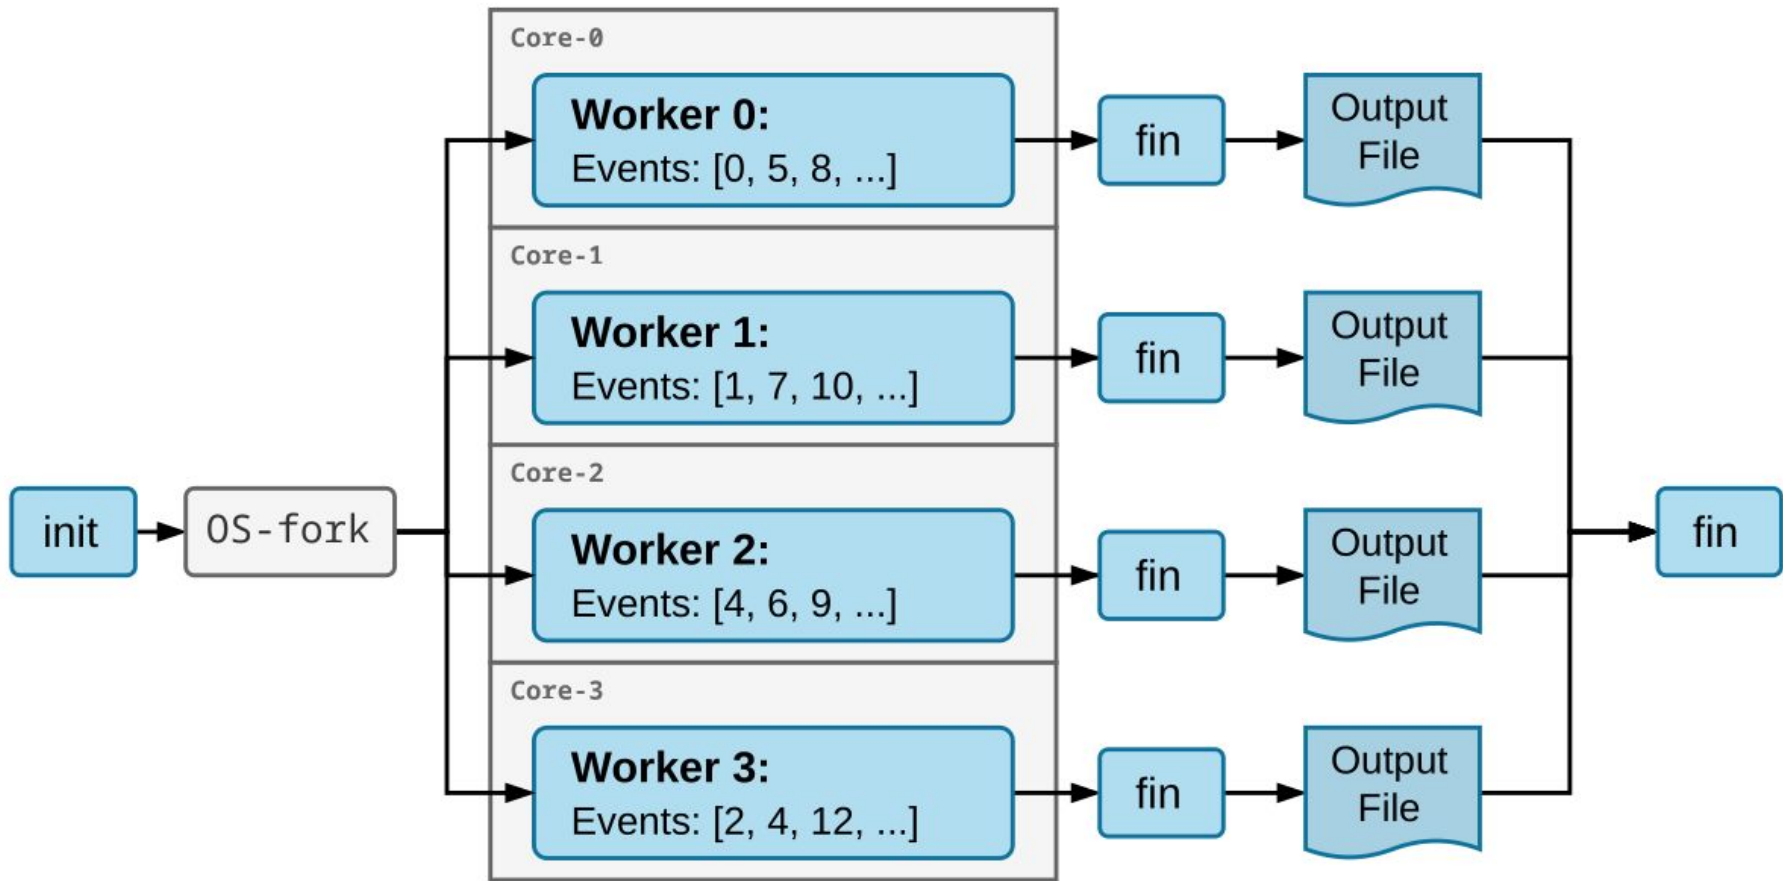 Core-0
Worker 0:
Events: [0, 5, 8, ...]
fin
Output
File
Core-1
Worker 1:
Events: [1, 7, 10, ...]
fin
Output
File
init
OS-fork
Core-2
Worker 2:
Events: [4, 6, 9, ...]
fin
Output
File
fin
Core-3
Worker 3:
Events: [2, 4, 12, ...]
fin
Output
File